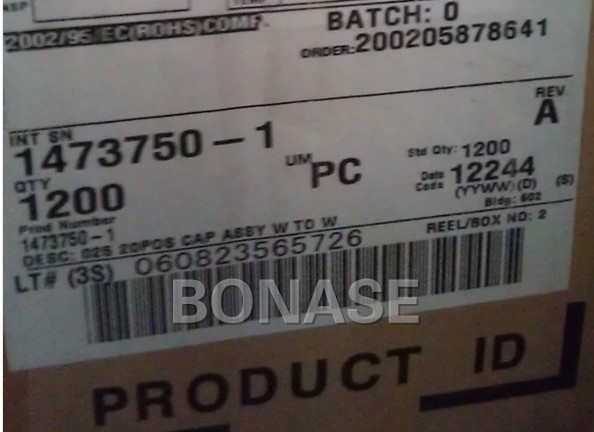 NSP
TEMP
2002/95/EC(ROHS)COMP.
BATCH: 0
ORDER:200205878641
INT SN
1473750-1
REV
A
QTY
1200
UM PC
Std Qty: 1200
Date Code 12244
(YYWW)(D) (S)
Prod Number
1473750-1
Bldg: 602
DESC: 025 20POS CAP ASSY W TO W
REEL/BOX NO: 2
LT# (3S) 060823565726
BONASE
PRODUCT ID